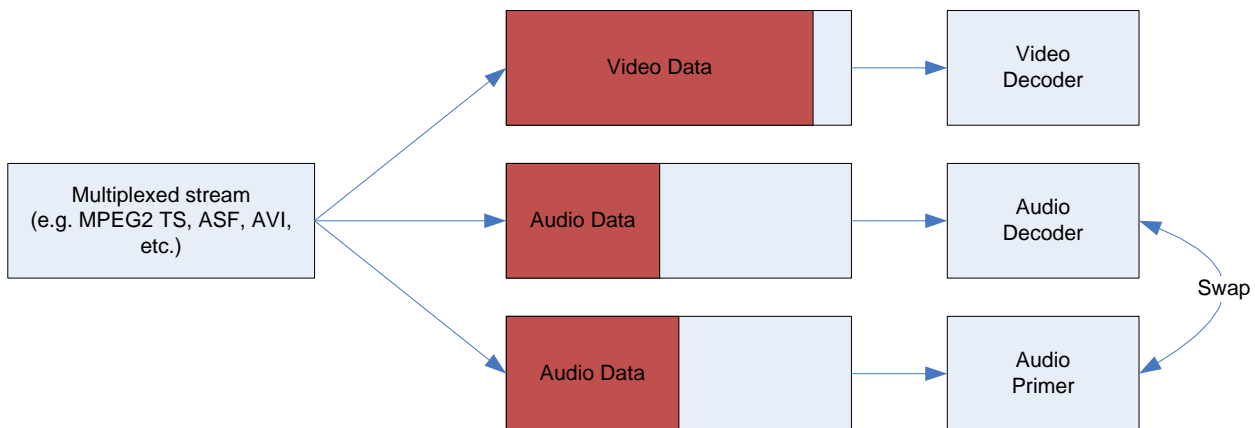 Video Data
Video
Decoder
Multiplexed stream
(e.g. MPEG2 TS, ASF, AVI,
etc.)
Audio Data
Audio
Decoder
Swap
Audio Data
Audio
Primer